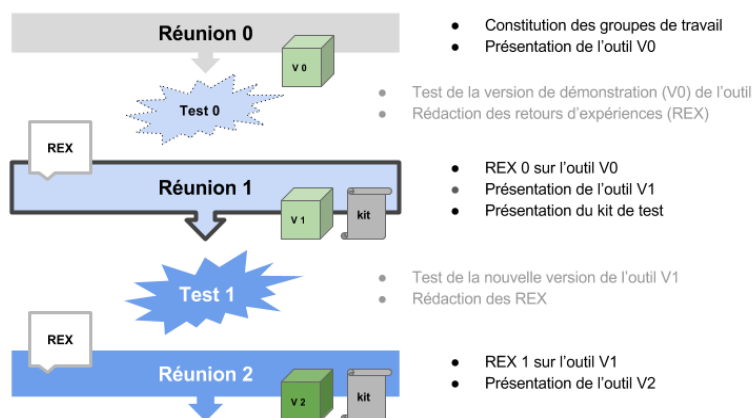 Réunion 0
V 0
Constitution des groupes de travail
Présentation de l'outil V0
Test 0
Test de la version de démonstration (V0) de l'outil
Rédaction des retours d'expériences (REX)
REX
Réunion 1
V 1
kit
REX 0 sur l'outil V0
Présentation de l'outil V1
Présentation du kit de test
Test 1
Test de la nouvelle version de l'outil V1
Rédaction des REX
REX
Réunion 2
V 2
kit
REX 1 sur l'outil V1
Présentation de l'outil V2